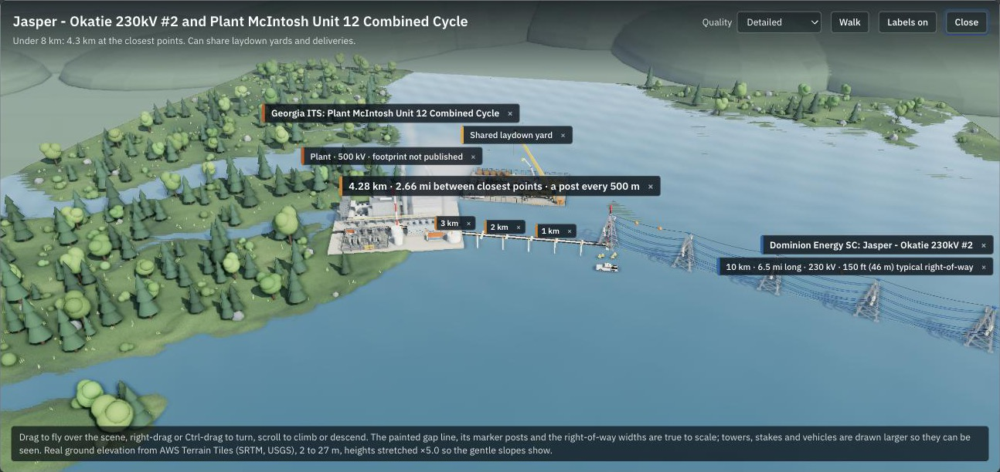 Jasper - Okatie 230kV #2 and Plant McIntosh Unit 12 Combined Cycle
Under 8 km: 4.3 km at the closest points. Can share laydown yards and deliveries.
Quality
Detailed
Walk
Labels on
Close
Georgia ITS: Plant McIntosh Unit 12 Combined Cycle ×
Shared laydown yard ×
Plant · 500 kV · footprint not published ×
4.28 km · 2.66 mi between closest points · a post every 500 m ×
3 km ×
2 km ×
1 km ×
Dominion Energy SC: Jasper - Okatie 230kV #2 ×
10 km · 6.5 mi long · 230 kV · 150 ft (46 m) typical right-of-way ×
Drag to fly over the scene, right-drag or Ctrl-drag to turn, scroll to climb or descend. The painted gap line, its marker posts and the right-of-way widths are true to scale; towers, stakes and vehicles are drawn larger so they can be
seen. Real ground elevation from AWS Terrain Tiles (SRTM, USGS), 2 to 27 m, heights stretched ×5.0 so the gentle slopes show.